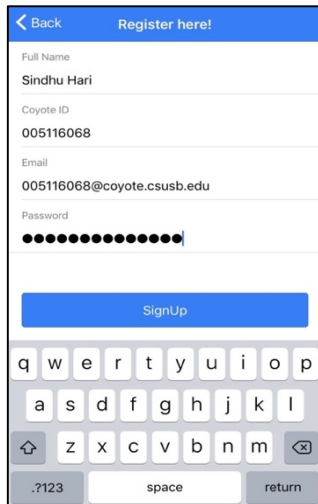 Back Register here!
Full Name
Sindhu Hari
Coyote ID
005116068
Email
005116068@coyote.csusb.edu
Password
●●●●●●●●●●●●●●
SignUp
q w e r t y u i o p
a s d f g h j k l
z x c v b n m
.?123 space return